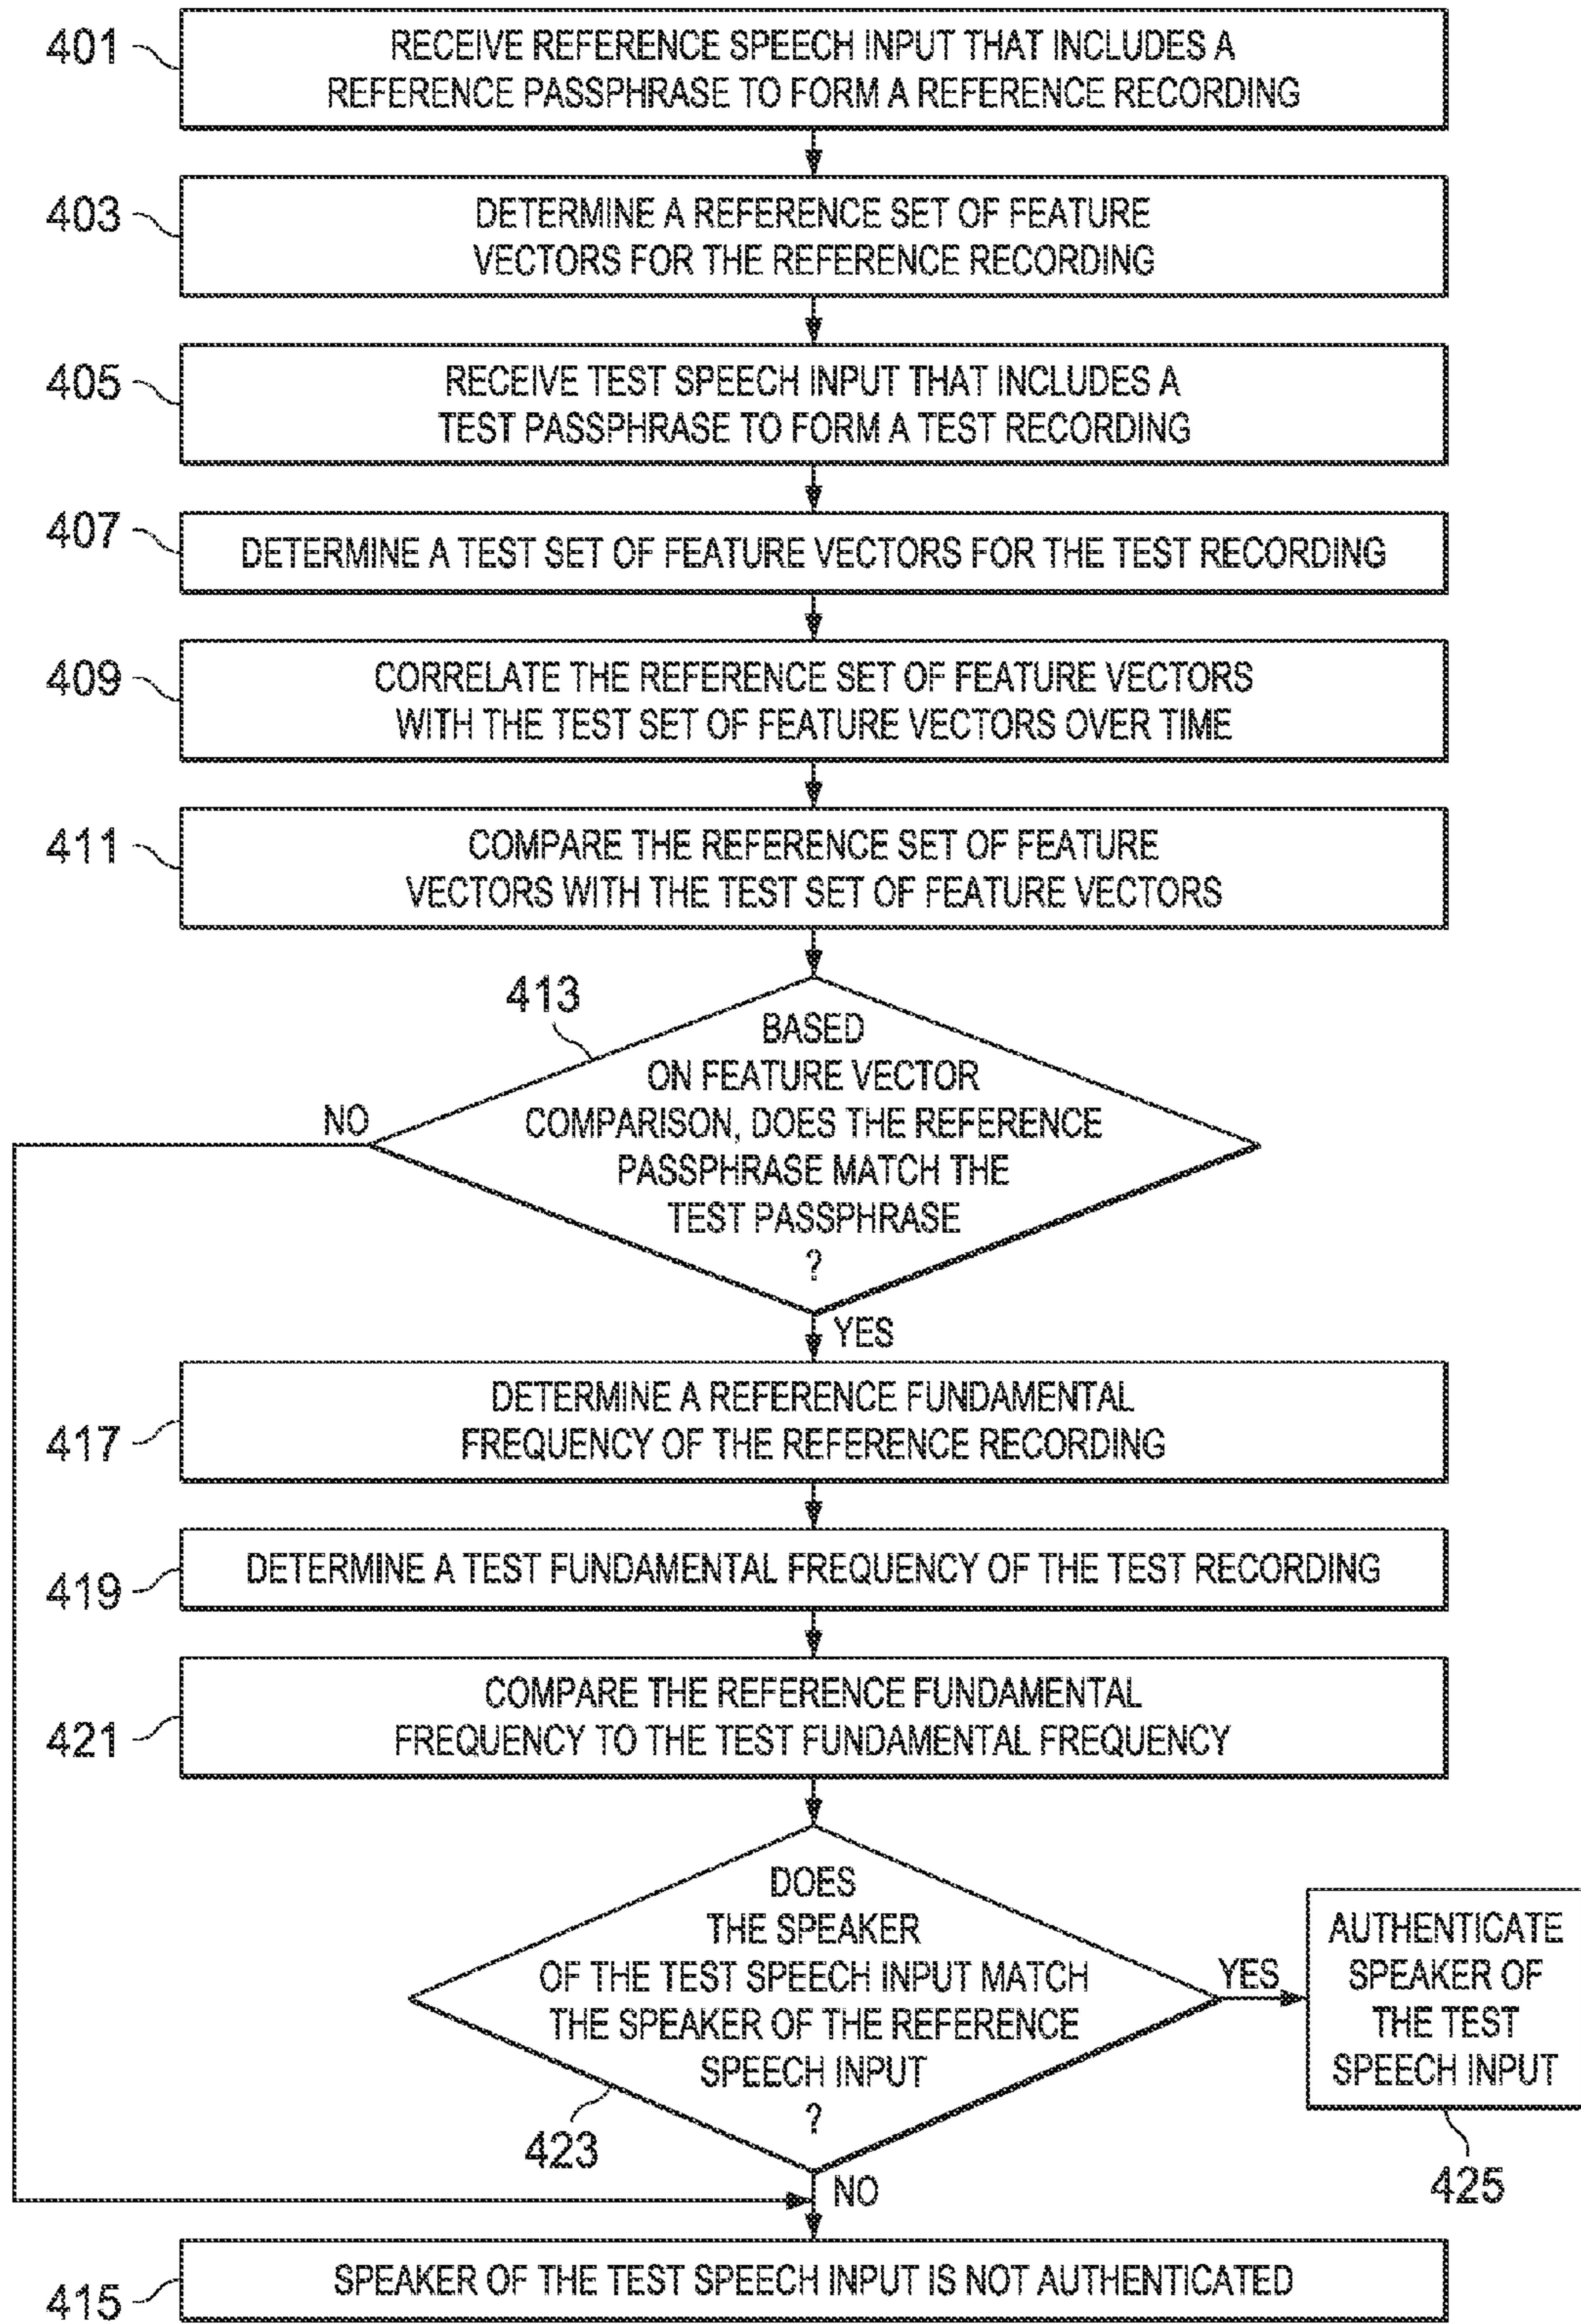 401
RECEIVE REFERENCE SPEECH INPUT THAT INCLUDES A
REFERENCE PASSPHRASE TO FORM A REFERENCE RECORDING
403
DETERMINE A REFERENCE SET OF FEATURE
VECTORS FOR THE REFERENCE RECORDING
405
RECEIVE TEST SPEECH INPUT THAT INCLUDES A
TEST PASSPHRASE TO FORM A TEST RECORDING
407
DETERMINE A TEST SET OF FEATURE VECTORS FOR THE TEST RECORDING
409
CORRELATE THE REFERENCE SET OF FEATURE VECTORS
WITH THE TEST SET OF FEATURE VECTORS OVER TIME
411
COMPARE THE REFERENCE SET OF FEATURE
VECTORS WITH THE TEST SET OF FEATURE VECTORS
413
BASED
ON FEATURE VECTOR
COMPARISON, DOES THE REFERENCE
PASSPHRASE MATCH THE
TEST PASSPHRASE
?
NO
YES
417
DETERMINE A REFERENCE FUNDAMENTAL
FREQUENCY OF THE REFERENCE RECORDING
419
DETERMINE A TEST FUNDAMENTAL FREQUENCY OF THE TEST RECORDING
421
COMPARE THE REFERENCE FUNDAMENTAL
FREQUENCY TO THE TEST FUNDAMENTAL FREQUENCY
DOES
THE SPEAKER
OF THE TEST SPEECH INPUT MATCH
THE SPEAKER OF THE REFERENCE
SPEECH INPUT
?
423
YES
AUTHENTICATE
SPEAKER OF
THE TEST
SPEECH INPUT
425
NO
415
SPEAKER OF THE TEST SPEECH INPUT IS NOT AUTHENTICATED